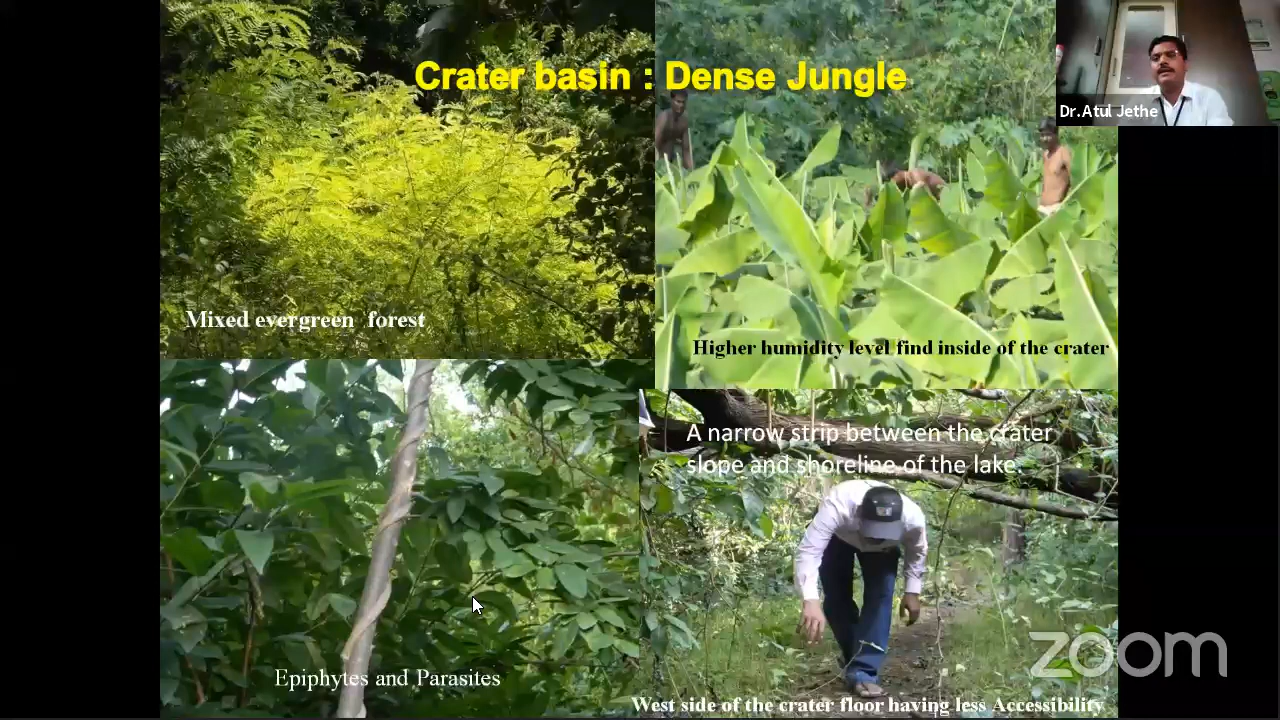 Crater basin : Dense Jungle
Dr.Atul Jethe
Mixed evergreen forest
Higher humidity level find inside of the crater
A narrow strip between the crater
slope and shoreline of the lake.
Epiphytes and Parasites
West side of the crater floor having less Accessibility
zoom